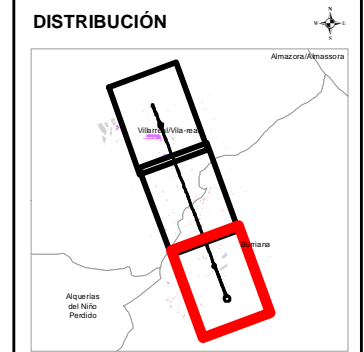 DISTRIBUCIÓN
N
W
E
S
Almazora/Almassora
Villarreal/Vila-real
Burriana
Alquerías
del Niño
Perdido